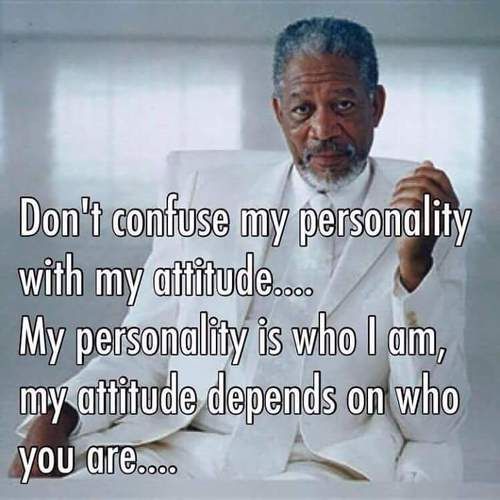 Don't confuse my personality
with my attitude....
My personality is who I am,
my attitude depends on who
you are....